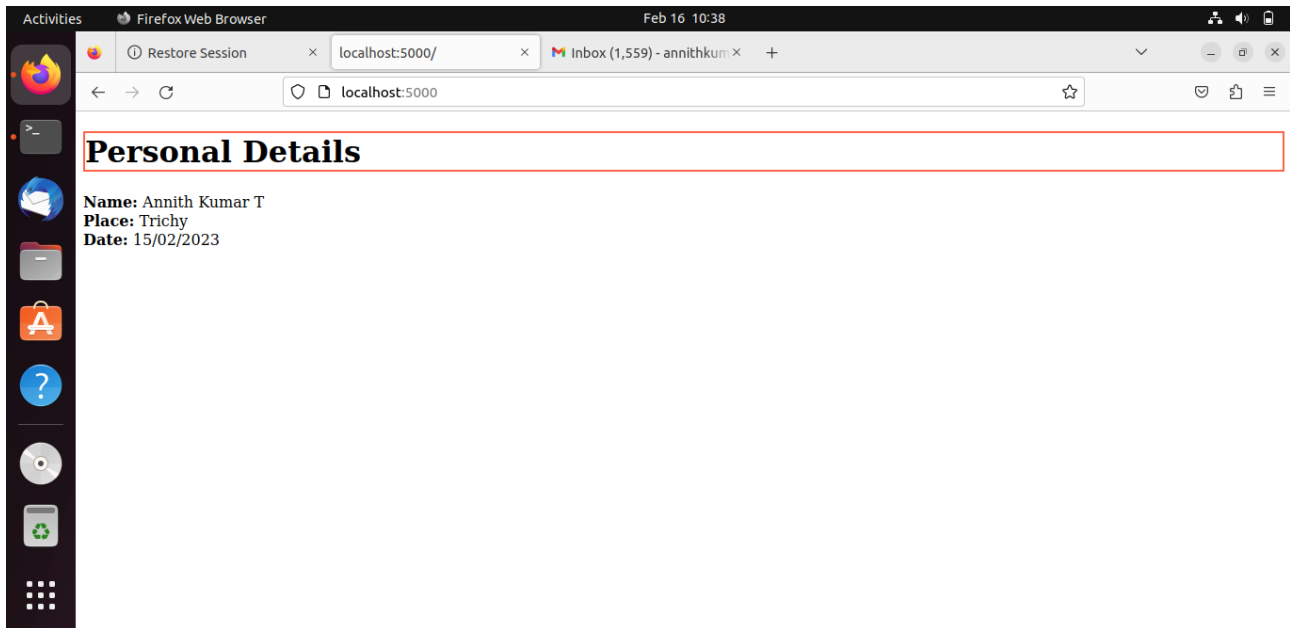 Activities Firefox Web Browser Feb 16 10:38
Restore Session localhost:5000/ Inbox (1,559) - annithkum
localhost:5000
Personal Details
Name: Annith Kumar T
Place: Trichy
Date: 15/02/2023